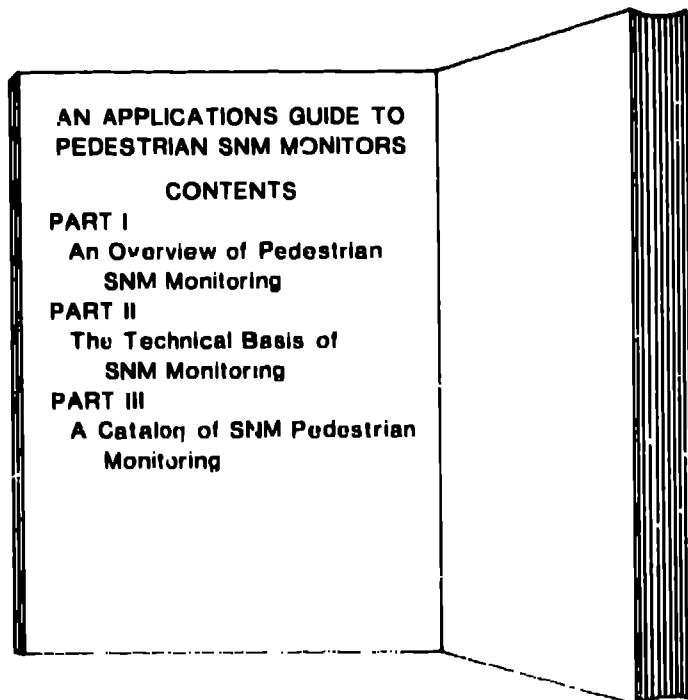 AN APPLICATIONS GUIDE TO
PEDESTRIAN SNM MONITORS
CONTENTS
PART I
An Overview of Pedestrian
SNM Monitoring
PART II
The Technical Basis of
SNM Monitoring
PART III
A Catalog of SNM Pedestrian
Monitoring